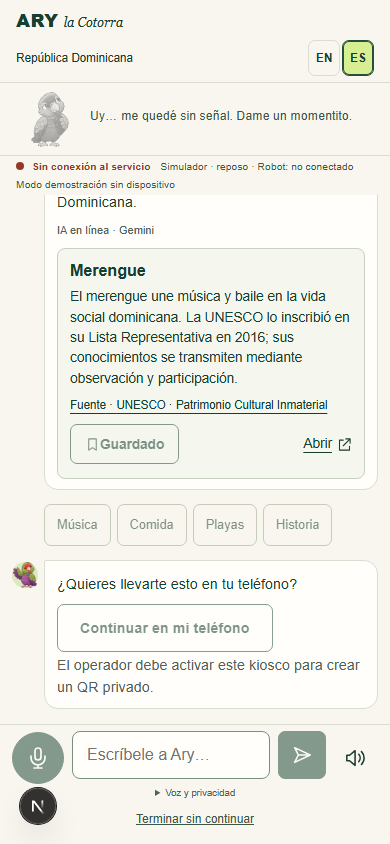 ARY la Cotorra
República Dominicana
EN
ES
Uy… me quedé sin señal. Dame un momentito.
Sin conexión al servicio Simulador · reposo · Robot: no conectado
Modo demostración sin dispositivo
Dominicana.
IA en línea · Gemini
Merengue
El merengue une música y baile en la vida
social dominicana. La UNESCO lo inscribió en
su Lista Representativa en 2016; sus
conocimientos se transmiten mediante
observación y participación.
Fuente · UNESCO · Patrimonio Cultural Inmaterial
Guardado
Abrir
Música
Comida
Playas
Historia
¿Quieres llevarte esto en tu teléfono?
Continuar en mi teléfono
El operador debe activar este kiosco para crear
un QR privado.
Escríbele a Ary…
Voz y privacidad
N
Terminar sin continuar